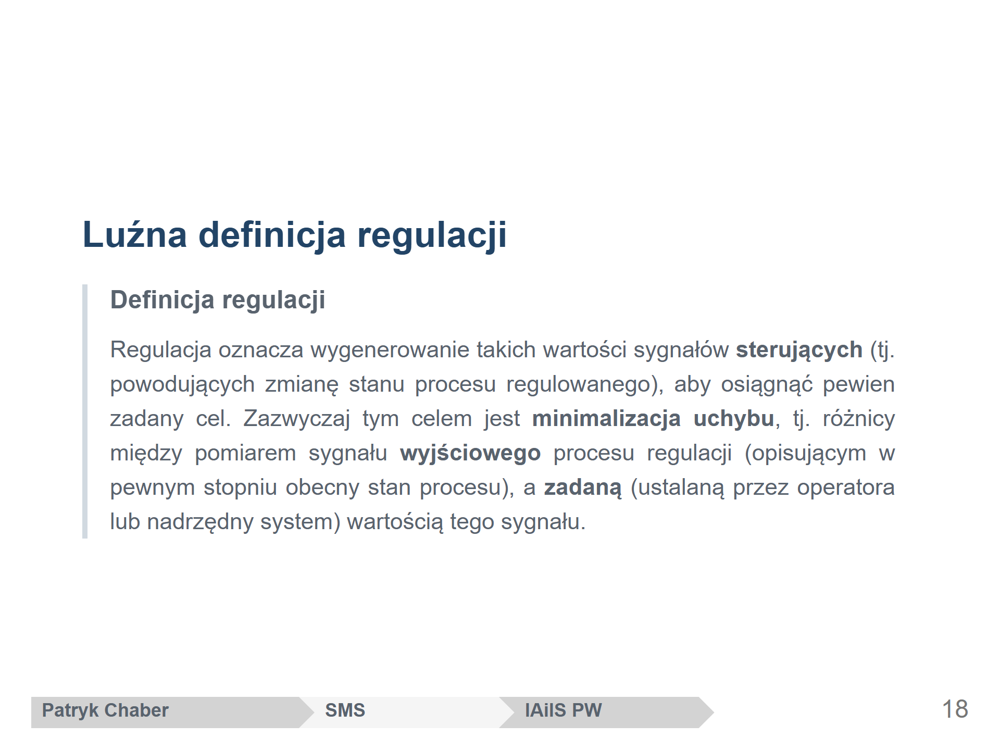 Luźna definicja regulacji
Definicja regulacji
Regulacja oznacza wygenerowanie takich wartości sygnałów sterujących (tj.
powodujących zmianę stanu procesu regulowanego), aby osiągnąć pewien
zadany cel. Zazwyczaj tym celem jest minimalizacja uchybu, tj. różnicy
między pomiarem sygnału wyjściowego procesu regulacji (opisującym w
pewnym stopniu obecny stan procesu), a zadaną (ustalaną przez operatora
lub nadrzędny system) wartością tego sygnału.
Patryk Chaber
SMS
IAiIS PW
18